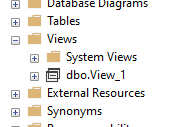 Database Diagrams
Tables
Views
System Views
dbo.View_1
External Resources
Synonyms